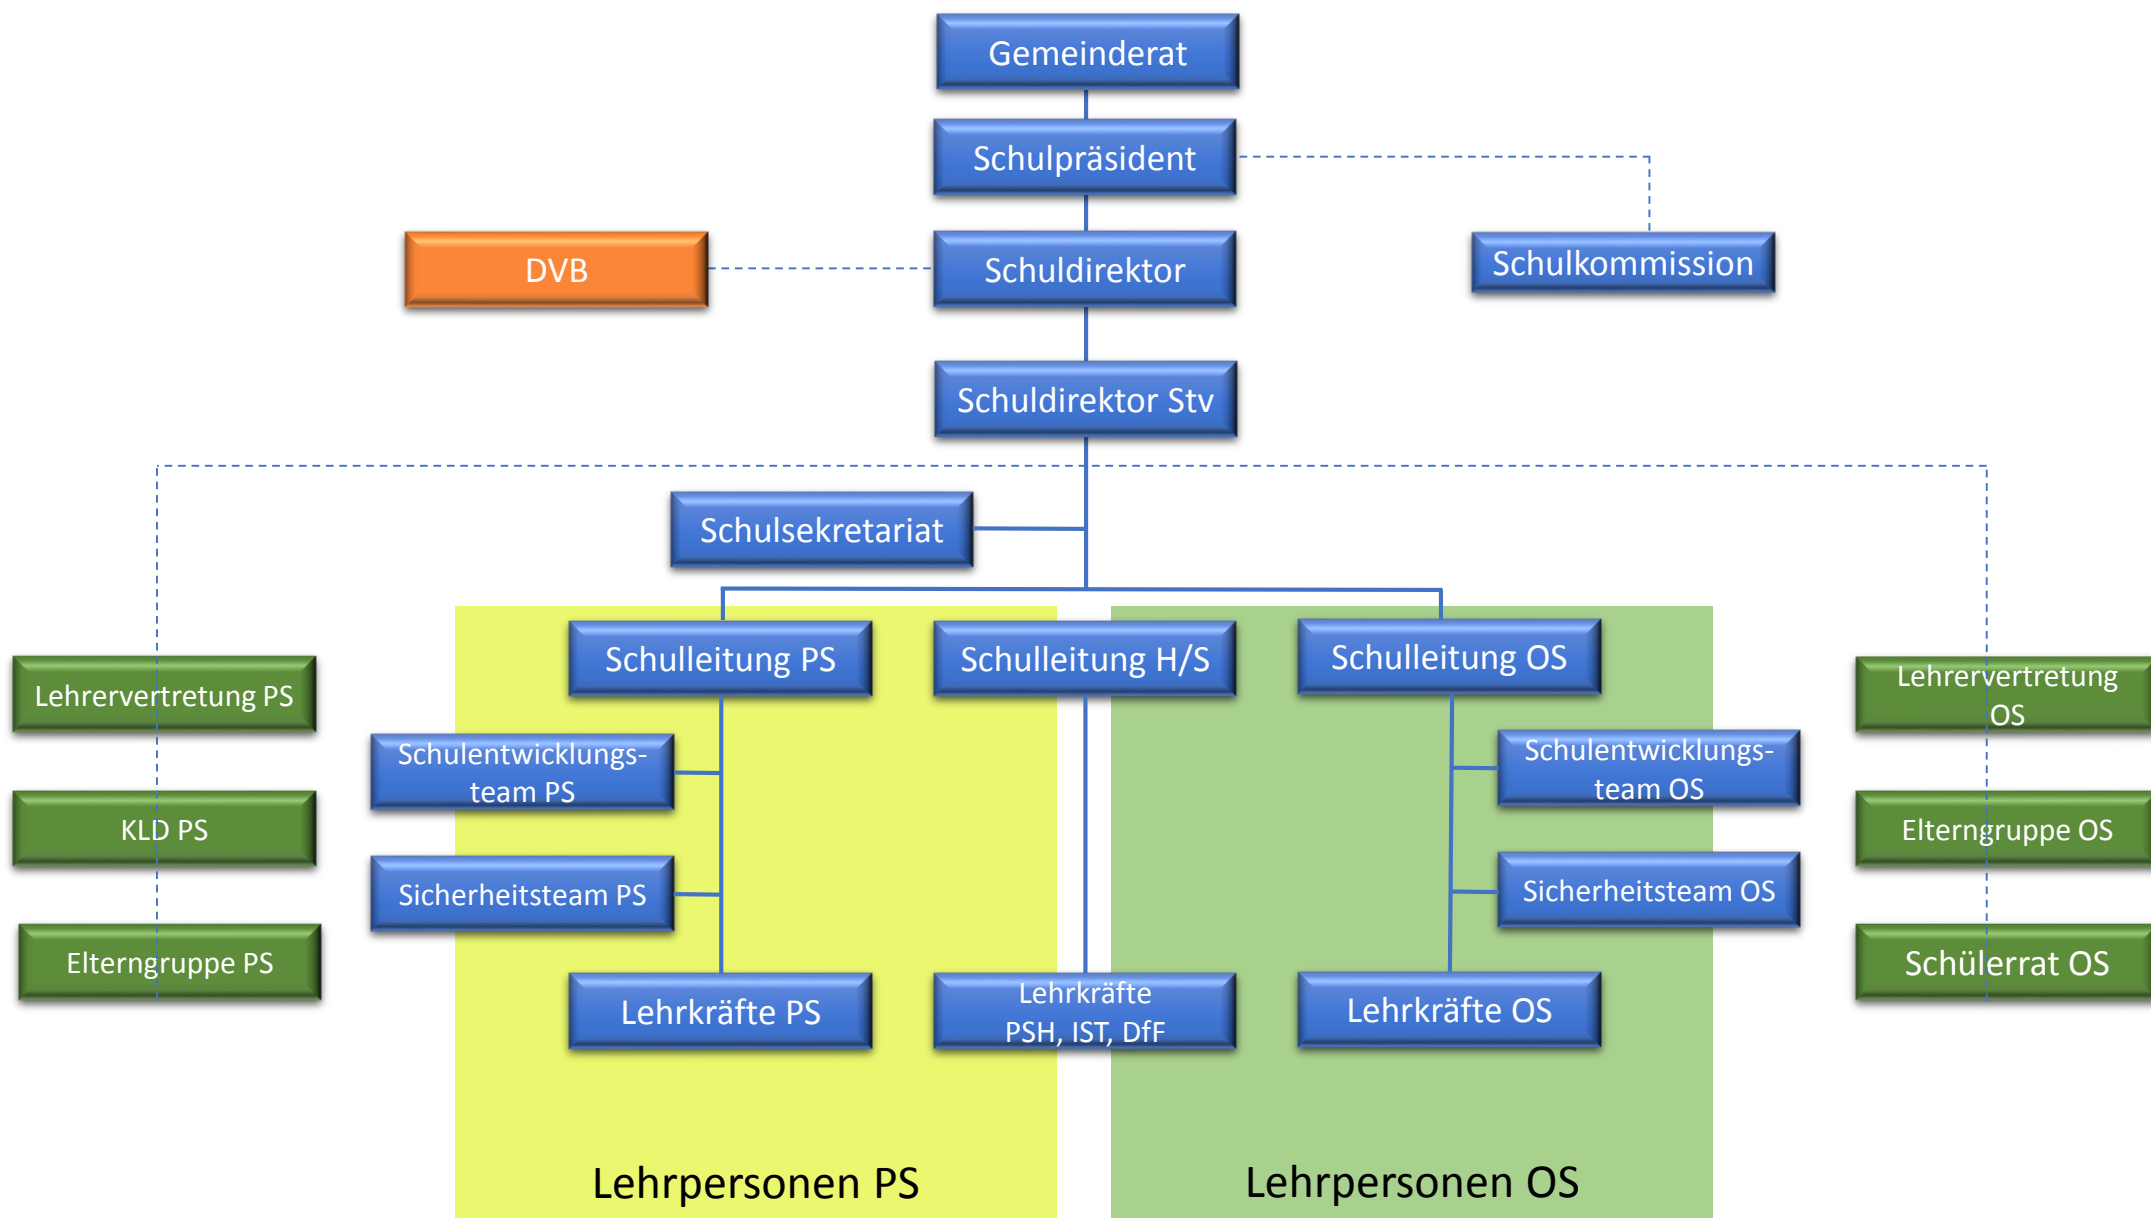 Gemeinderat
Schulpräsident
DVB
Schuldirektor
Schulkommission
Schuldirektor Stv
Schulsekretariat
Schulleitung PS
Schulleitung H/S
Schulleitung OS
Lehrervertretung PS
Lehrervertretung
OS
Schulentwicklungs-
team PS
Schulentwicklungs-
team OS
KLD PS
Elterngruppe OS
Sicherheitsteam PS
Sicherheitsteam OS
Elterngruppe PS
Schülerrat OS
Lehrkräfte PS
Lehrkräfte
PSH, IST, DfF
Lehrkräfte OS
Lehrpersonen PS
Lehrpersonen OS